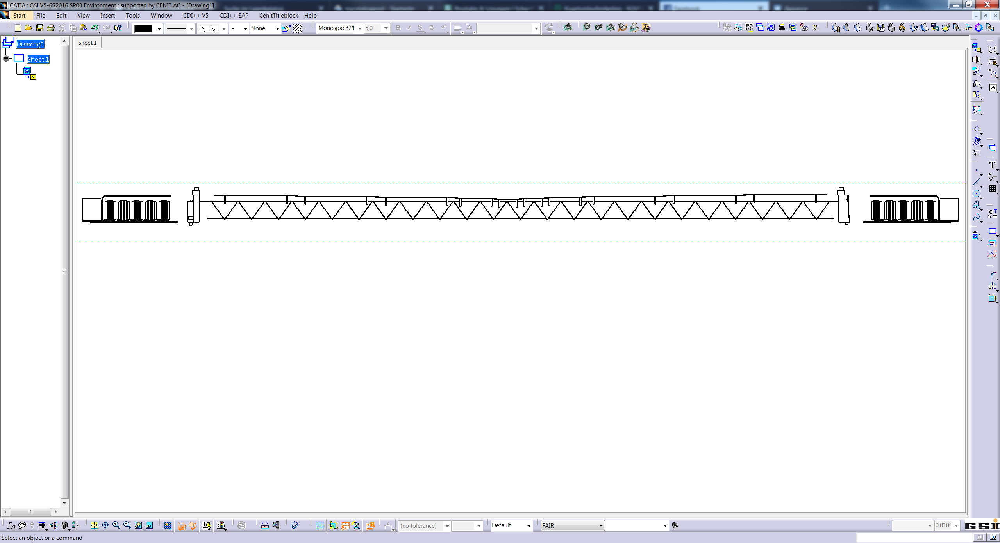 CATIA : GSI V5-6R2016 SP03 Environment : supported by CENIT AG - [Drawing1]
Start File Edit View Insert Tools Window CDI++ V5 CDI++ SAP CenitTitleblock Help
None Monospac821 5,0 B I S S
Drawing1
Sheet.1
Sheet.1
(no tolerance) Default FAIR 0,010 GSI
Select an object or a command